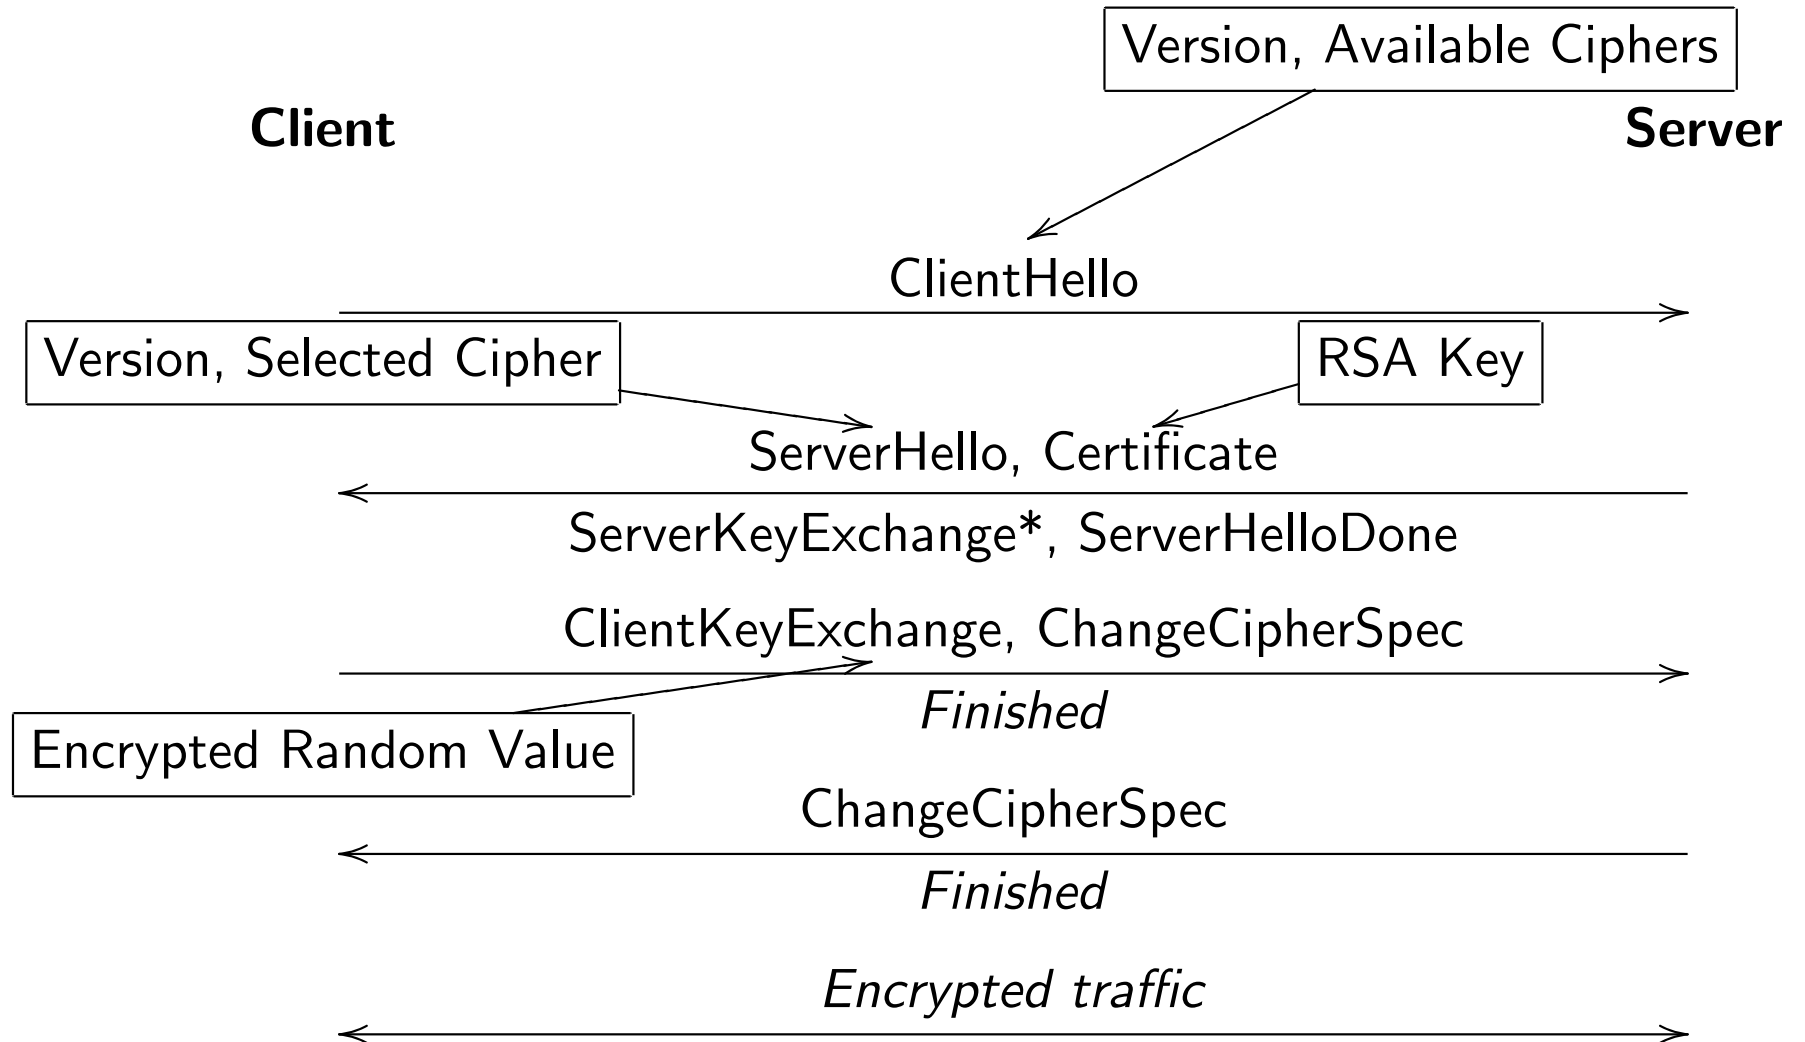 Version, Available Ciphers
Client
Server
ClientHello
Version, Selected Cipher
RSA Key
ServerHello, Certificate
ServerKeyExchange*, ServerHelloDone
ClientKeyExchange, ChangeCipherSpec
Finished
Encrypted Random Value
ChangeCipherSpec
Finished
Encrypted traffic